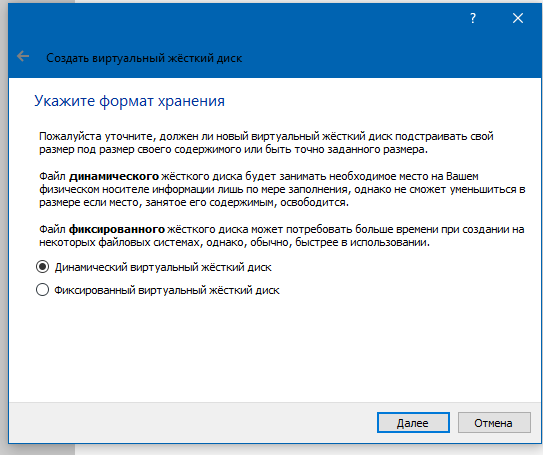 ?
Создать виртуальный жёсткий диск
Укажите формат хранения
Пожалуйста уточните, должен ли новый виртуальный жёсткий диск подстраивать свой
размер под размер своего содержимого или быть точно заданного размера.
Файл динамического жёсткого диска будет занимать необходимое место на Вашем
физическом носителе информации лишь по мере заполнения, однако не сможет уменьшиться в
размере если место, занятое его содержимым, освободится.
Файл фиксированного жёсткого диска может потребовать больше времени при создании на
некоторых файловых системах, однако, обычно, быстрее в использовании.
Динамический виртуальный жёсткий диск
Фиксированный виртуальный жёсткий диск
Далее
Отмена